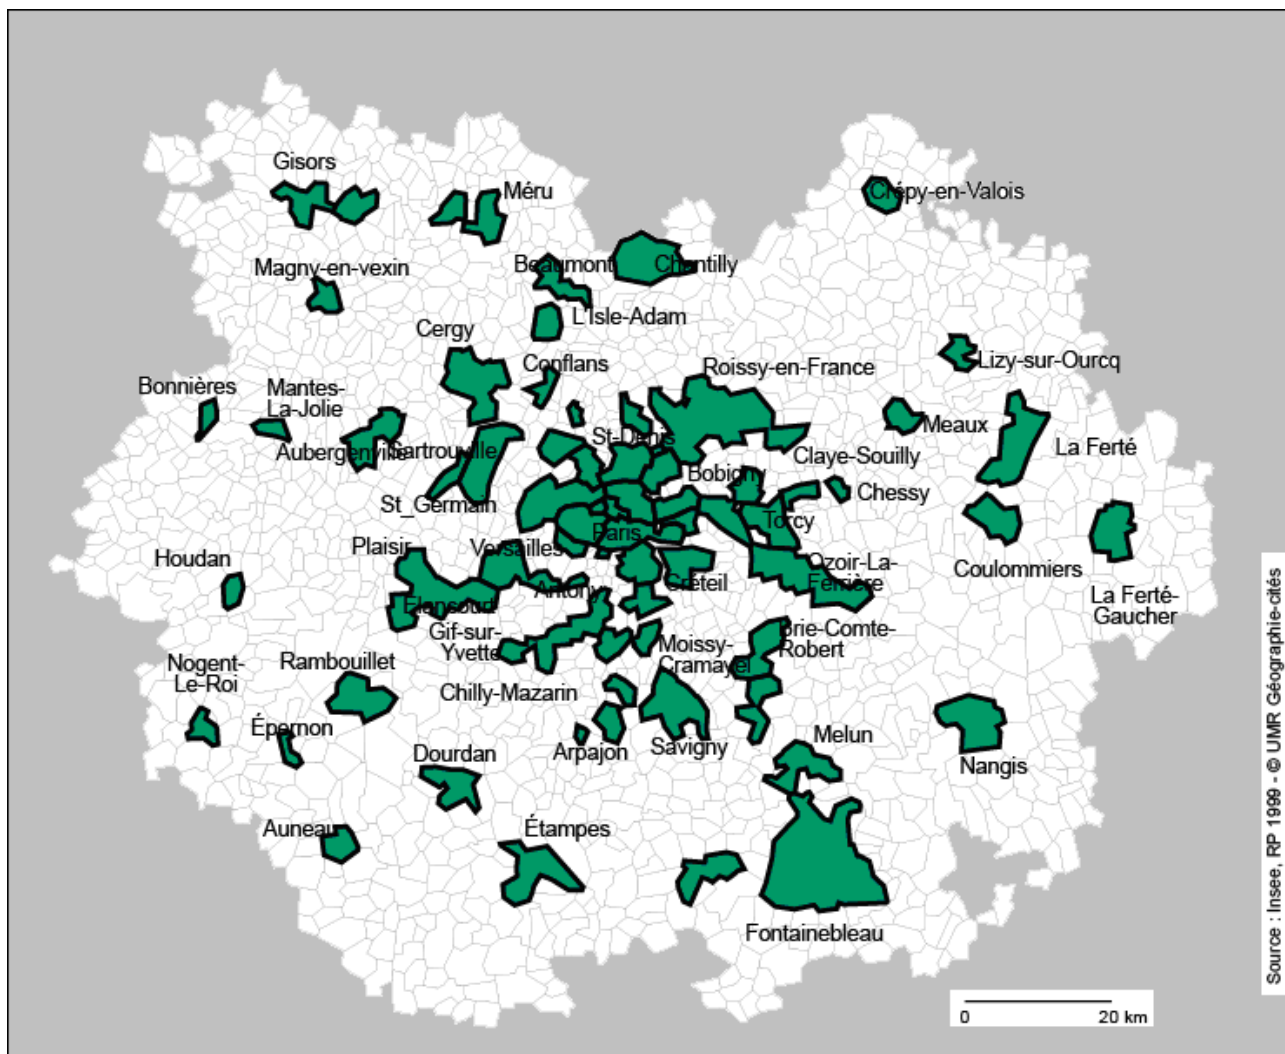 Gisors
Méru
Crépy-en-Valois
Magny-en-vexin
Beaumont
Chantilly
L'Isle-Adam
Cergy
Conflans
Roissy-en-France
Lizy-sur-Ourcq
Bonnières
Mantes-
La-Jolie
Meaux
Aubergenville
Sartrouville
St-Denis
La Ferté
Claye-Souilly
Bobigny
Chessy
St_Germain
Torcy
Paris
Plaisir
Versailles
Houdan
Coulommiers
Ozoir-La-
Ferrière
Antony
Créteil
Élancourt
La Ferté-
Gaucher
Gif-sur-
Yvette
Brie-Comte-
Robert
Moissy-
Cramayel
Nogent-
Le-Roi
Rambouillet
Chilly-Mazarin
Épernon
Dourdan
Arpajon
Savigny
Melun
Nangis
Auneau
Étampes
Fontainebleau
0 20 km
Source : Insee, RP 1999 - © UMR Géographie-cités